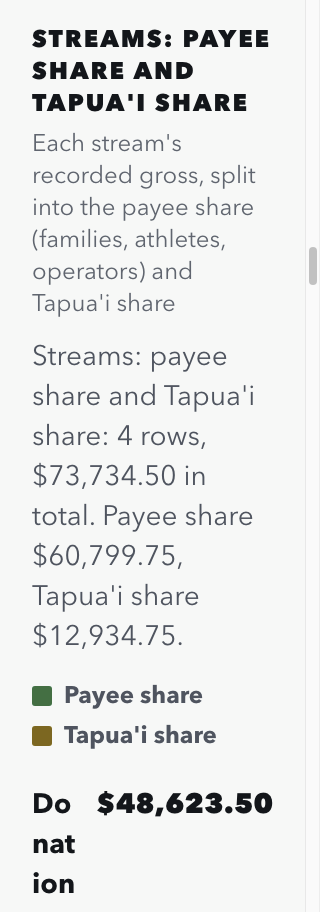 STREAMS: PAYEE
SHARE AND
TAPUA'I SHARE
Each stream's
recorded gross, split
into the payee share
(families, athletes,
operators) and
Tapua'i share
Streams: payee
share and Tapua'i
share: 4 rows,
$73,734.50 in
total. Payee share
$60,799.75,
Tapua'i share
$12,934.75.
Payee share
Tapua'i share
Do $48,623.50
nat
ion